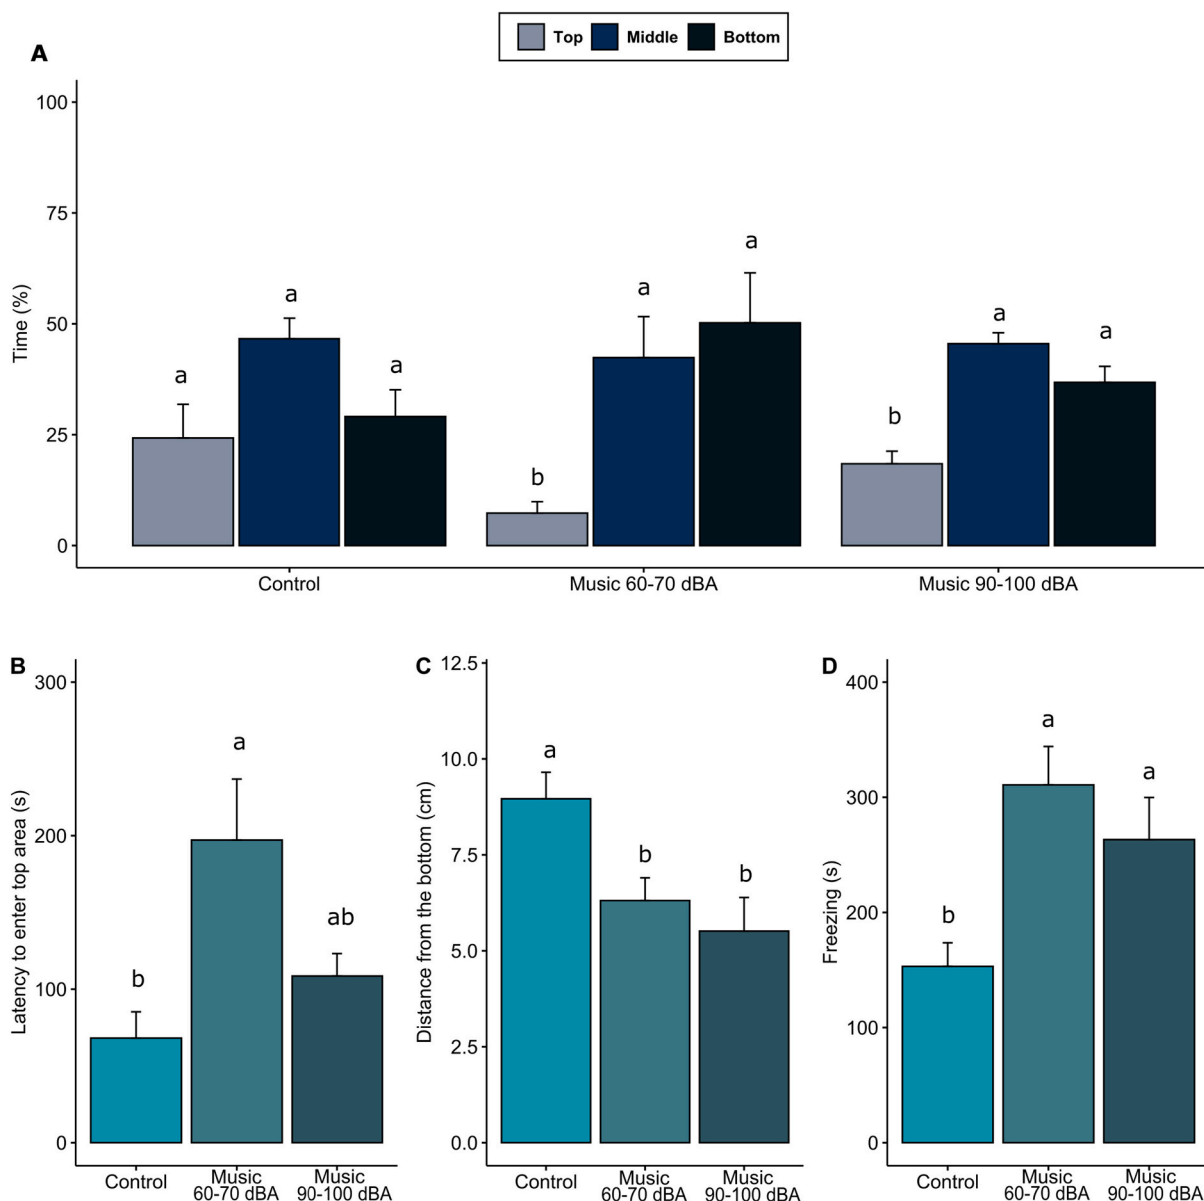 Top Middle Bottom
A
100
75
50
25
0
Time (%)
a a a
b a a
b a a
Control Music 60-70 dBA Music 90-100 dBA
B
300
200
100
0
Latency to enter top area (s)
b a ab
Control Music 60-70 dBA Music 90-100 dBA
C
12.5
10.0
7.5
5.0
2.5
0.0
Distance from the bottom (cm)
a b b
Control Music 60-70 dBA Music 90-100 dBA
D
400
300
200
100
0
Freezing (s)
b a a
Control Music 60-70 dBA Music 90-100 dBA